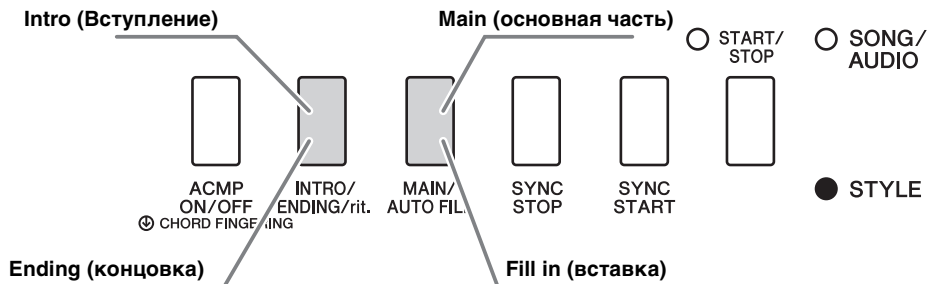 Intro (Вступление)
Main (основная часть)
START/
STOP
SONG/
AUDIO
ACMP
ON/OFF
CHORD FINGERING
INTRO/
ENDING/rit.
MAIN/
AUTO FILL
SYNC
STOP
SYNC
START
STYLE
Ending (концовка)
Fill in (вставка)